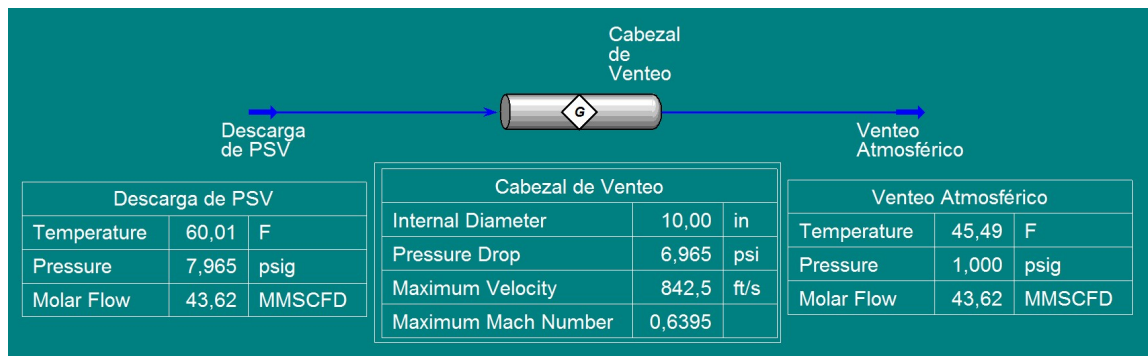 Cabezal
de
Venteo
G
Descarga
de PSV
Venteo
Atmosférico
Descarga de PSV
Temperature 60,01 F
Pressure 7,965 psig
Molar Flow 43,62 MMSCFD
Cabezal de Venteo
Internal Diameter 10,00 in
Pressure Drop 6,965 psi
Maximum Velocity 842,5 ft/s
Maximum Mach Number 0,6395
Venteo Atmosférico
Temperature 45,49 F
Pressure 1,000 psig
Molar Flow 43,62 MMSCFD